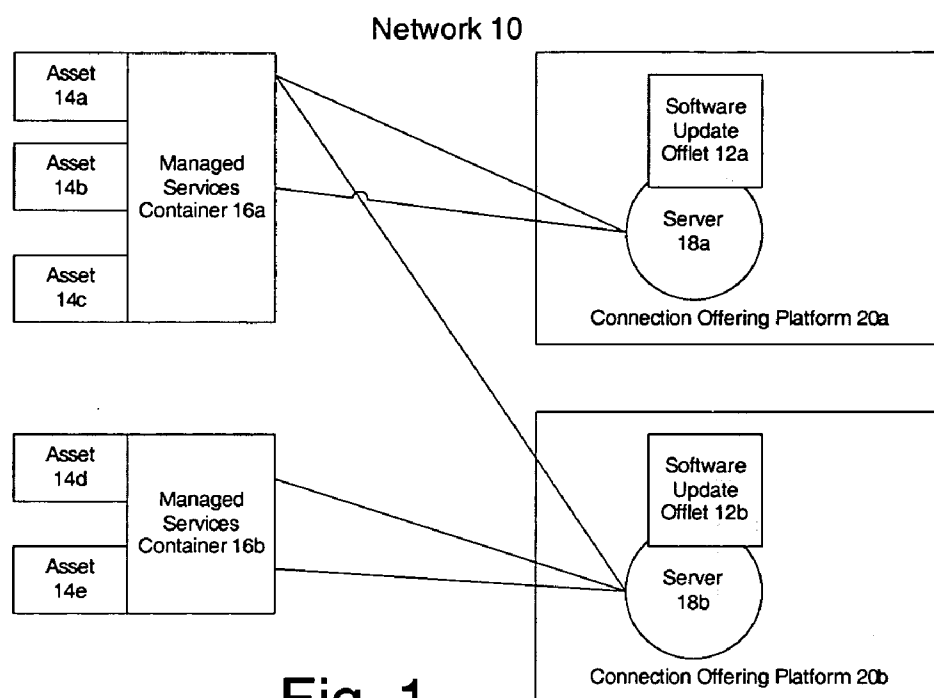 Network 10
Asset
14a
Asset
14b
Asset
14c
Managed
Services
Container 16a
Software
Update
Offlet 12a
Server
18a
Connection Offering Platform 20a
Asset
14d
Asset
14e
Managed
Services
Container 16b
Software
Update
Offlet 12b
Server
18b
Connection Offering Platform 20b
Fig. 1